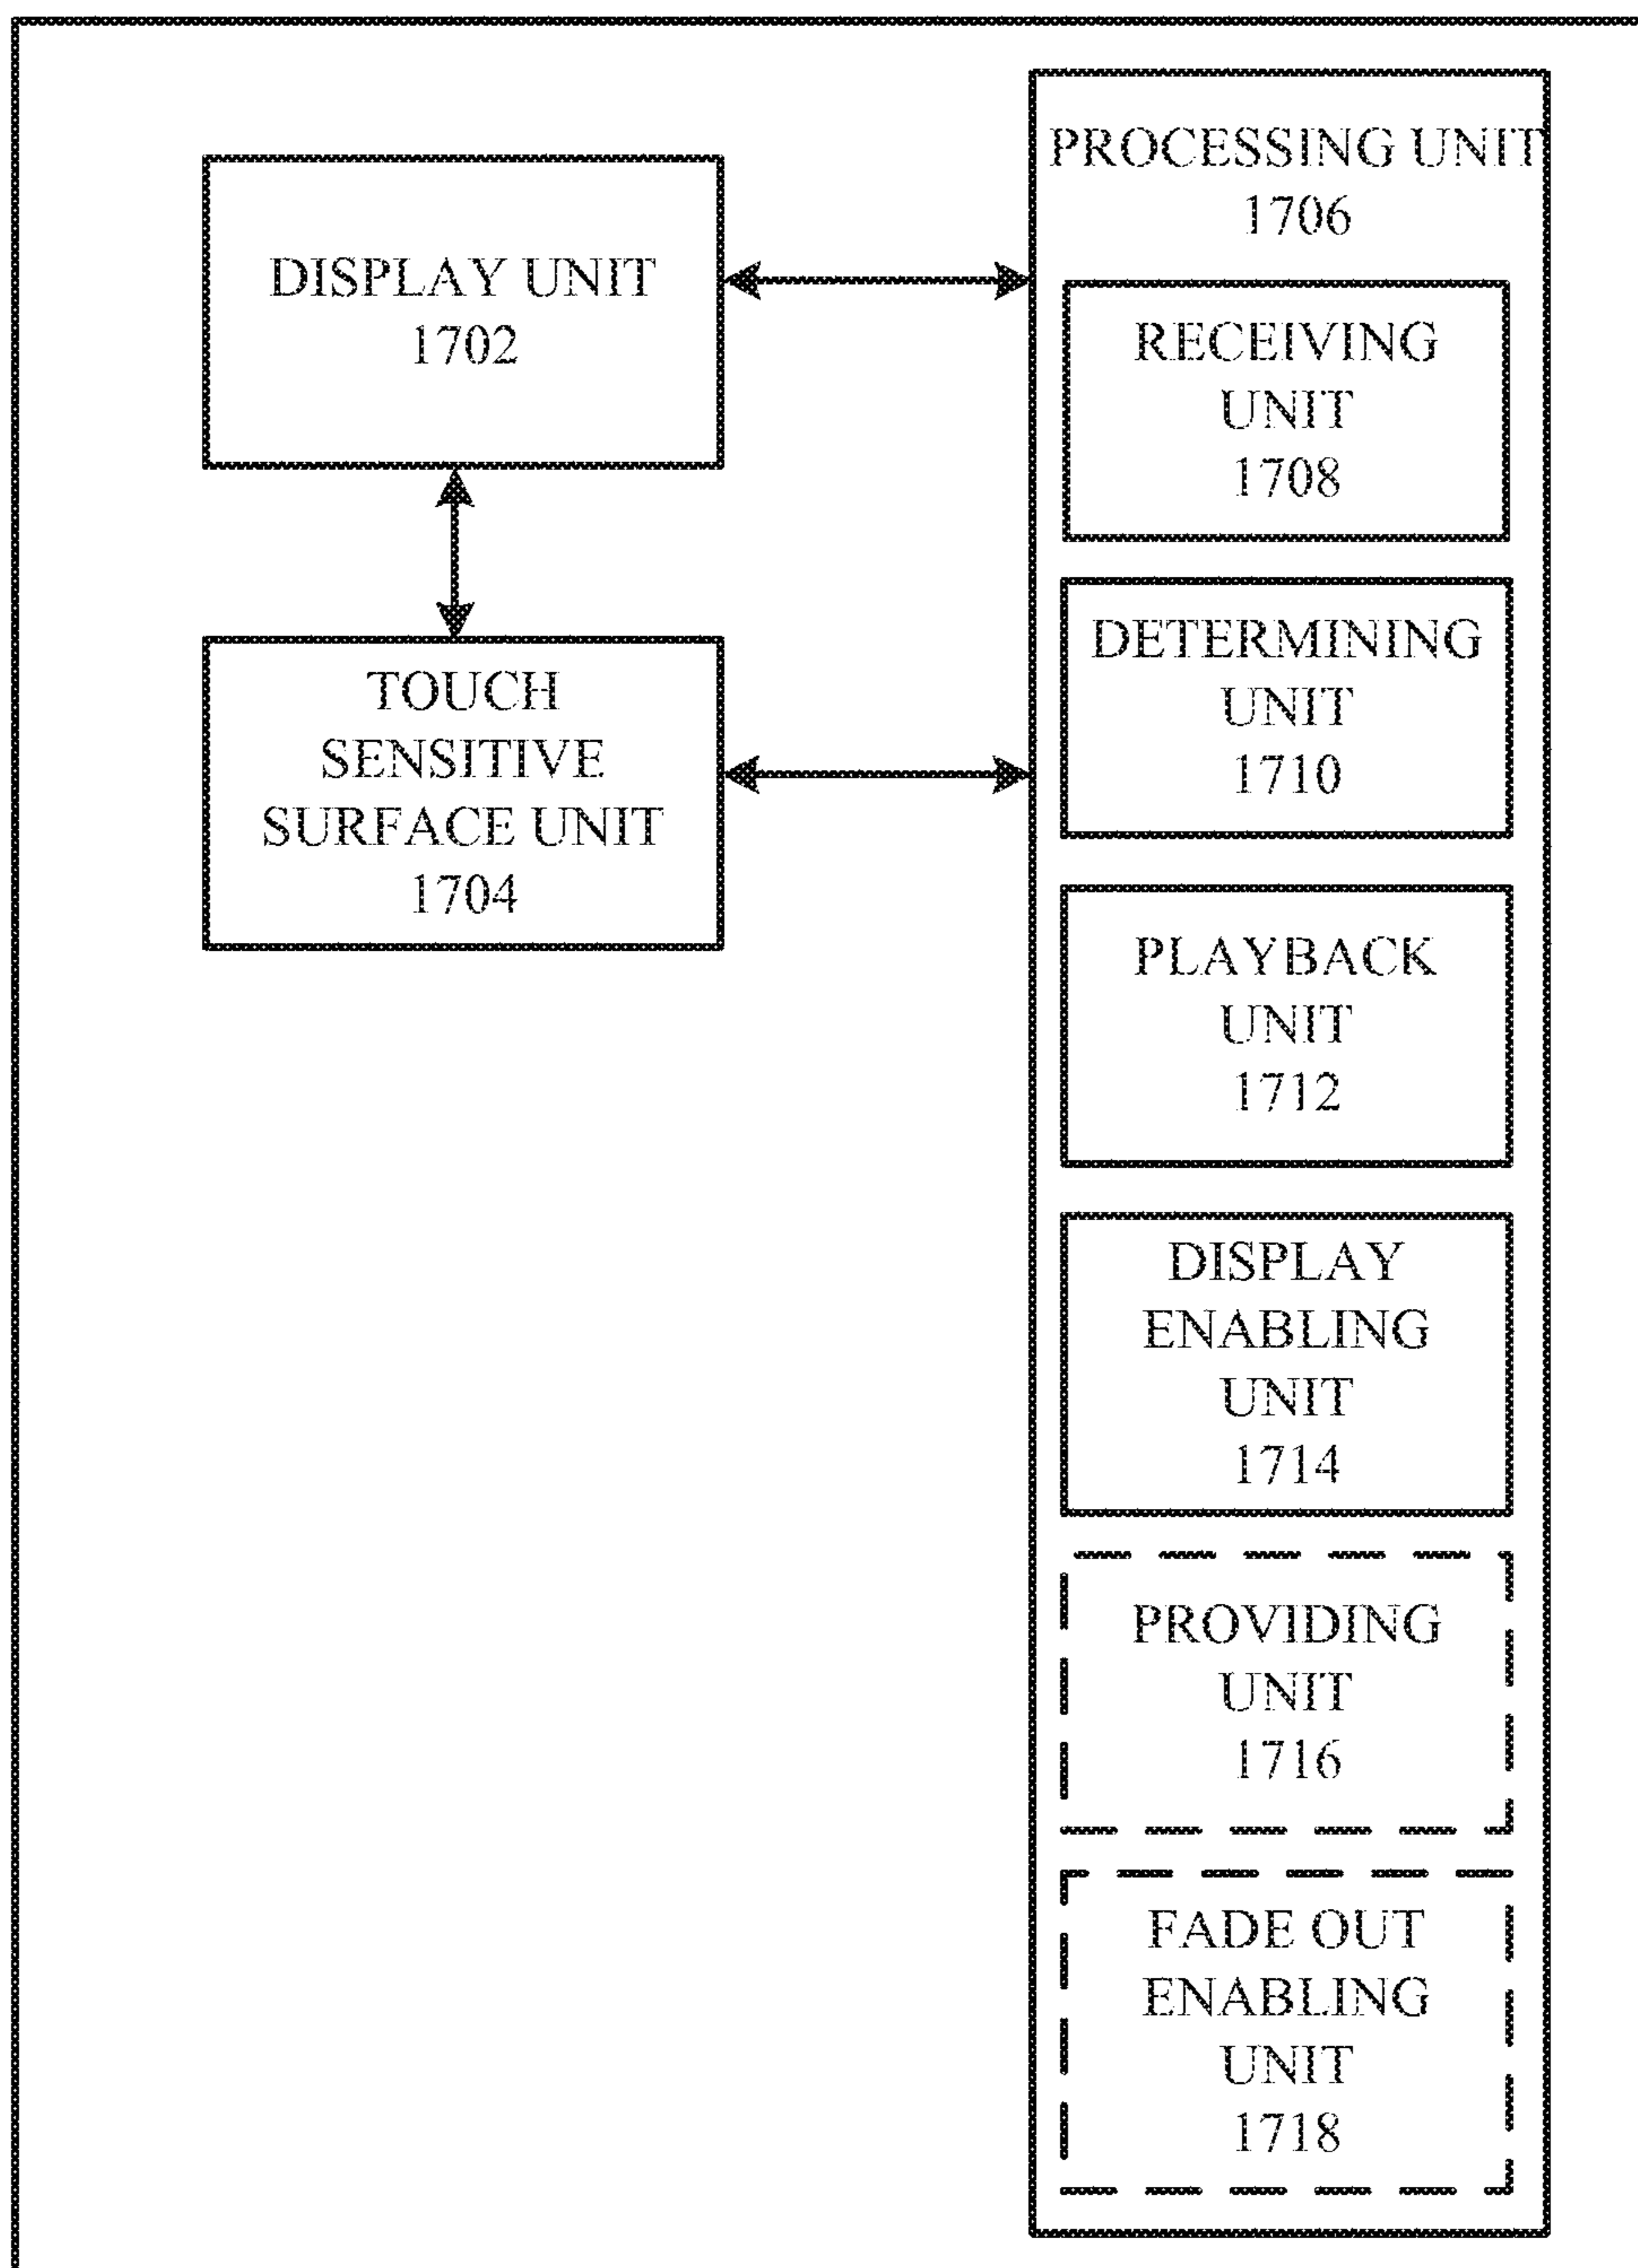 DISPLAY UNIT
1702
TOUCH
SENSITIVE
SURFACE UNIT
1704
PROCESSING UNIT
1706
RECEIVING
UNIT
1708
DETERMINING
UNIT
1710
PLAYBACK
UNIT
1712
DISPLAY
ENABLING
UNIT
1714
PROVIDING
UNIT
1716
FADE OUT
ENABLING
UNIT
1718